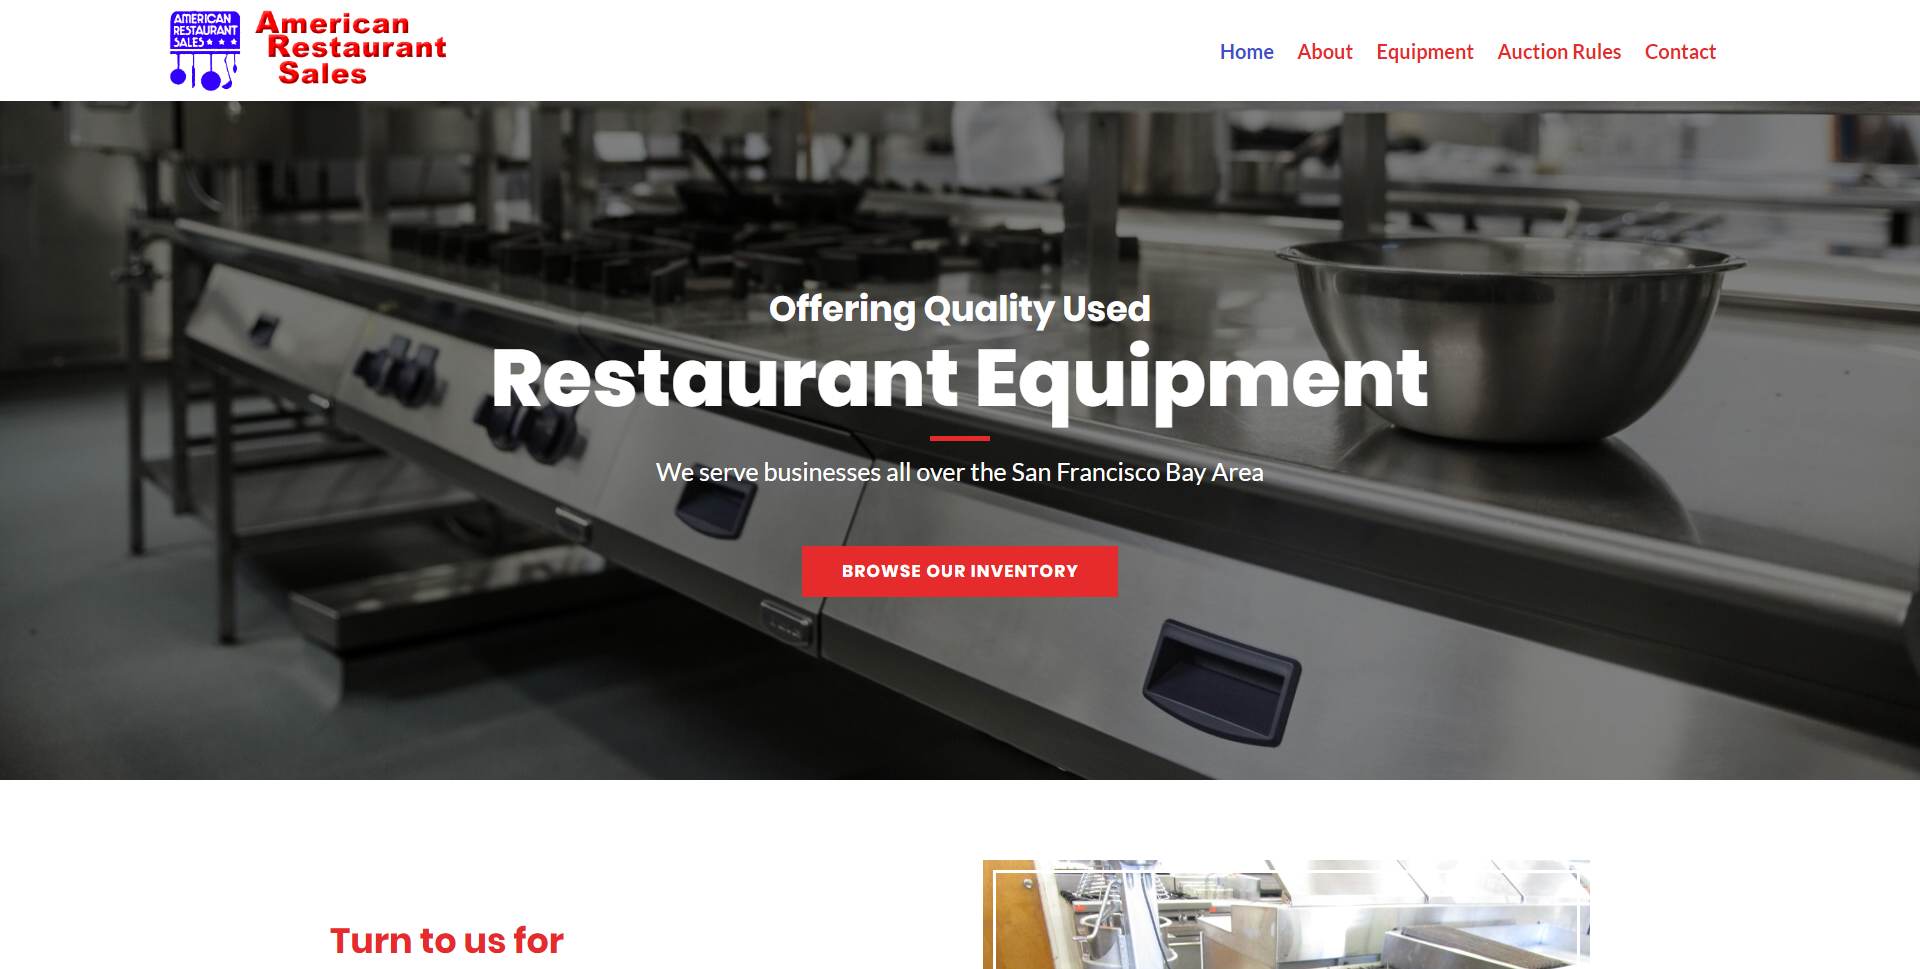 AMERICAN
RESTAURANT
SALES
American
Restaurant
Sales
Home About Equipment Auction Rules Contact
Offering Quality Used
Restaurant Equipment
We serve businesses all over the San Francisco Bay Area
BROWSE OUR INVENTORY
Turn to us for